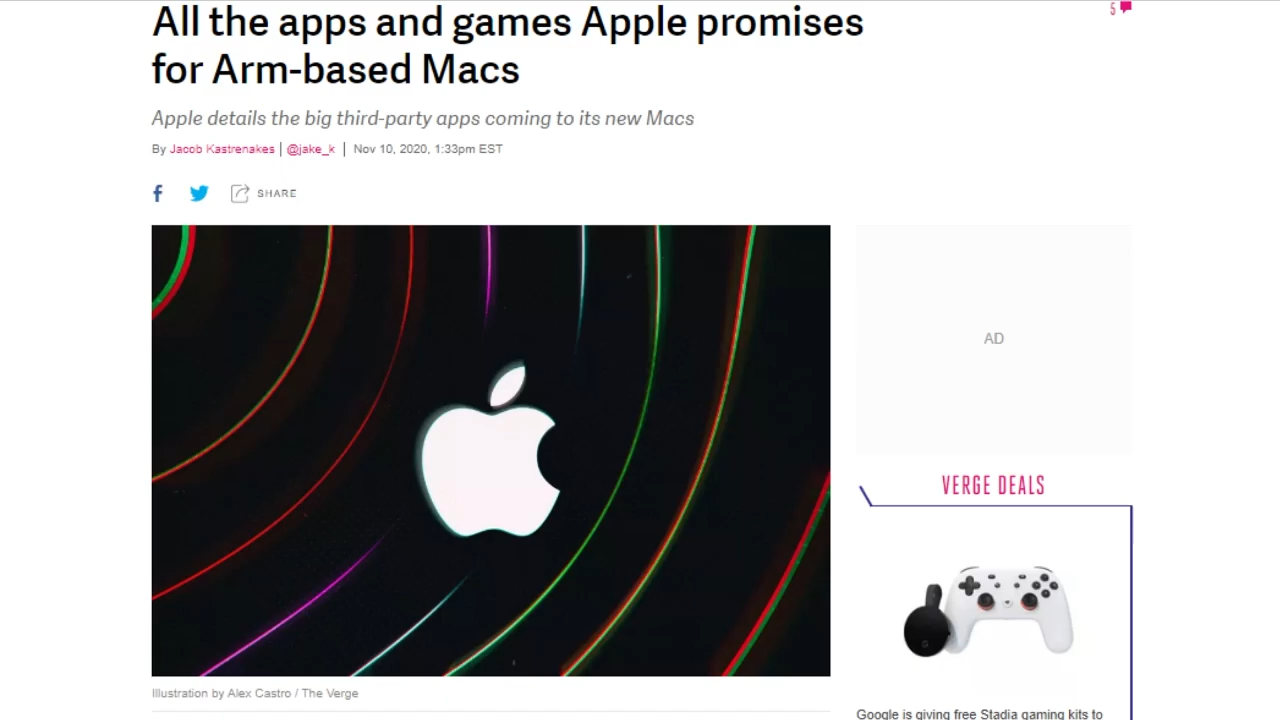 All the apps and games Apple promises
for Arm-based Macs
5
Apple details the big third-party apps coming to its new Macs
By Jacob Kastrenakes | @jake_k | Nov 10, 2020, 1:33pm EST
SHARE
AD
VERGE DEALS
Illustration by Alex Castro / The Verge
Google is giving free Stadia gaming kits to